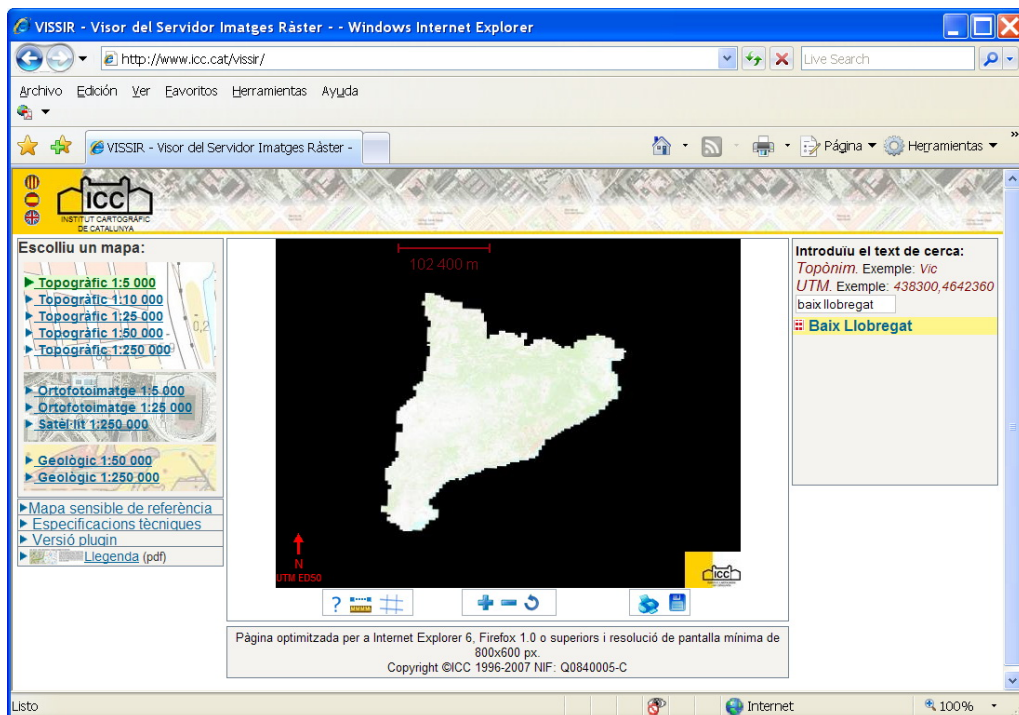 VISSIR - Visor del Servidor Imatges Ràster - - Windows Internet Explorer
http://www.icc.cat/vissir/
Live Search
Archivo Edición Ver Favoritos Herramientas Ayuda
VISSIR - Visor del Servidor Imatges Ràster -
Página
Herramientas
»
ICC
INSTITUT CARTOGRÀFIC
DE CATALUNYA
Escolliu un mapa:
Topogràfic 1:5 000
Topogràfic 1:10 000
Topogràfic 1:25 000
Topogràfic 1:50 000
Topogràfic 1:250 000
0,2
Ortofotoimatge 1:5 000
Ortofotoimatge 1:25 000
Satèl·lit 1:250 000
Geològic 1:50 000
Geològic 1:250 000
Mapa sensible de referència
Especificacions tècniques
Versió plugin
Llegenda (pdf)
102 400 m
N
UTM ED50
icc
?
Introduïu el text de cerca:
Topònim. Exemple: Vic
UTM. Exemple: 438300,4642360
baix llobregat
Baix Llobregat
Pàgina optimitzada per a Internet Explorer 6, Firefox 1.0 o superiors i resolució de pantalla mínima de
800x600 px.
Copyright ©ICC 1996-2007 NIF: Q0840005-C
Listo
Internet
100%